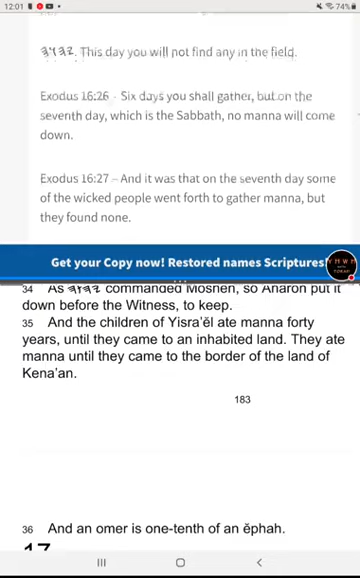 12:01 74%
𐤉𐤄𐤅𐤄. This day you will not find any in the field.
Exodus 16:26 - Six days you shall gather, but on the
seventh day, which is the Sabbath, no manna will come
down.
Exodus 16:27 – And it was that on the seventh day some
of the wicked people went forth to gather manna, but
they found none.
Get your Copy now! Restored names Scriptures!
34 As 𐤉𐤄𐤅𐤄 commanded Mosheh, so Aharon put it
down before the Witness, to keep.
35 And the children of Yisra'ĕl ate manna forty
years, until they came to an inhabited land. They ate
manna until they came to the border of the land of
Kena'an.
183
36 And an omer is one-tenth of an ĕphah.
17